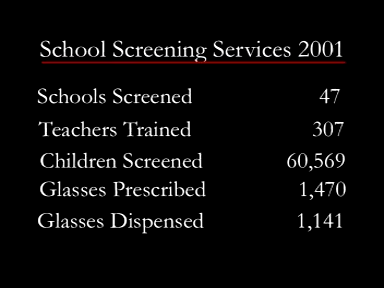 School Screening Services 2001
Schools Screened 47
Teachers Trained 307
Children Screened 60,569
Glasses Prescribed 1,470
Glasses Dispensed 1,141